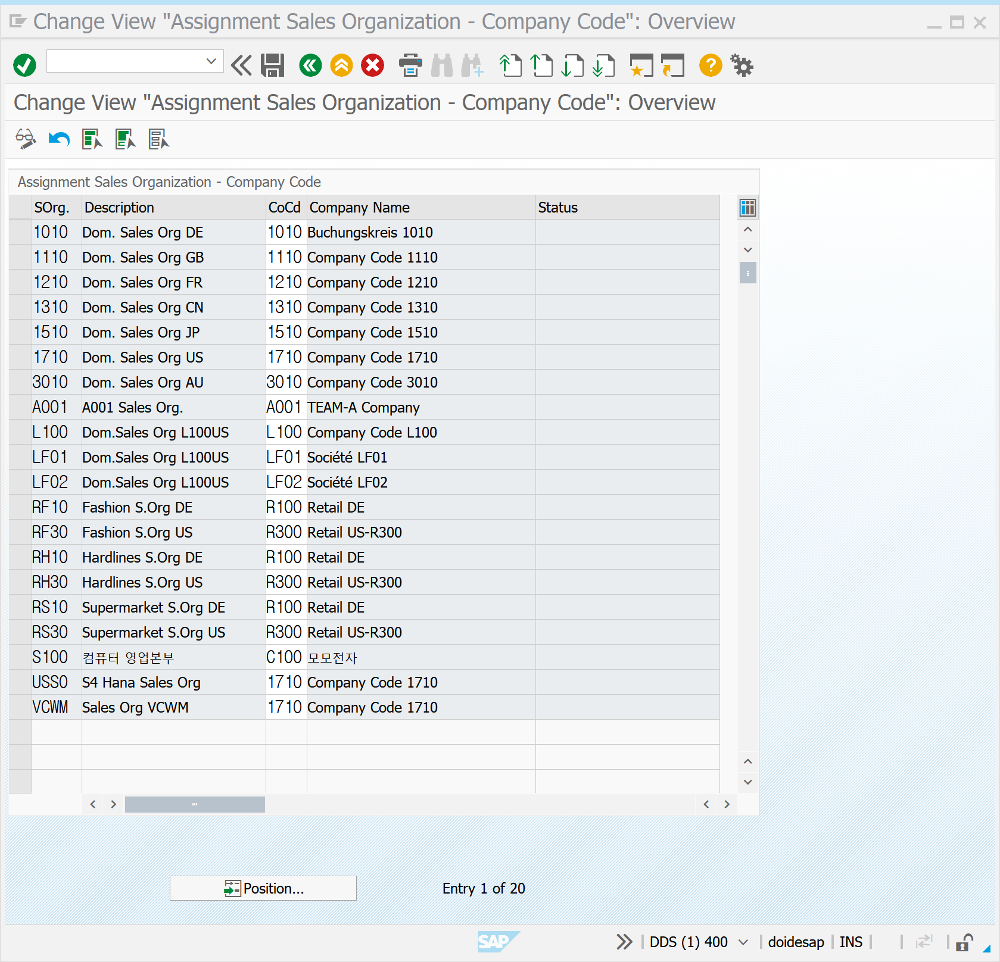 Change View "Assignment Sales Organization - Company Code": Overview
Change View "Assignment Sales Organization - Company Code": Overview
Assignment Sales Organization - Company Code
SOrg. Description CoCd Company Name Status
1010 Dom. Sales Org DE 1010 Buchungskreis 1010
1110 Dom. Sales Org GB 1110 Company Code 1110
1210 Dom. Sales Org FR 1210 Company Code 1210
1310 Dom. Sales Org CN 1310 Company Code 1310
1510 Dom. Sales Org JP 1510 Company Code 1510
1710 Dom. Sales Org US 1710 Company Code 1710
3010 Dom. Sales Org AU 3010 Company Code 3010
A001 A001 Sales Org. A001 TEAM-A Company
L100 Dom.Sales Org L100US L100 Company Code L100
LF01 Dom.Sales Org L100US LF01 Société LF01
LF02 Dom.Sales Org L100US LF02 Société LF02
RF10 Fashion S.Org DE R100 Retail DE
RF30 Fashion S.Org US R300 Retail US-R300
RH10 Hardlines S.Org DE R100 Retail DE
RH30 Hardlines S.Org US R300 Retail US-R300
RS10 Supermarket S.Org DE R100 Retail DE
RS30 Supermarket S.Org US R300 Retail US-R300
S100 컴퓨터 영업본부 C100 모모전자
USS0 S4 Hana Sales Org 1710 Company Code 1710
VCWM Sales Org VCWM 1710 Company Code 1710
Position... Entry 1 of 20
SAP DDS (1) 400 doidesap INS